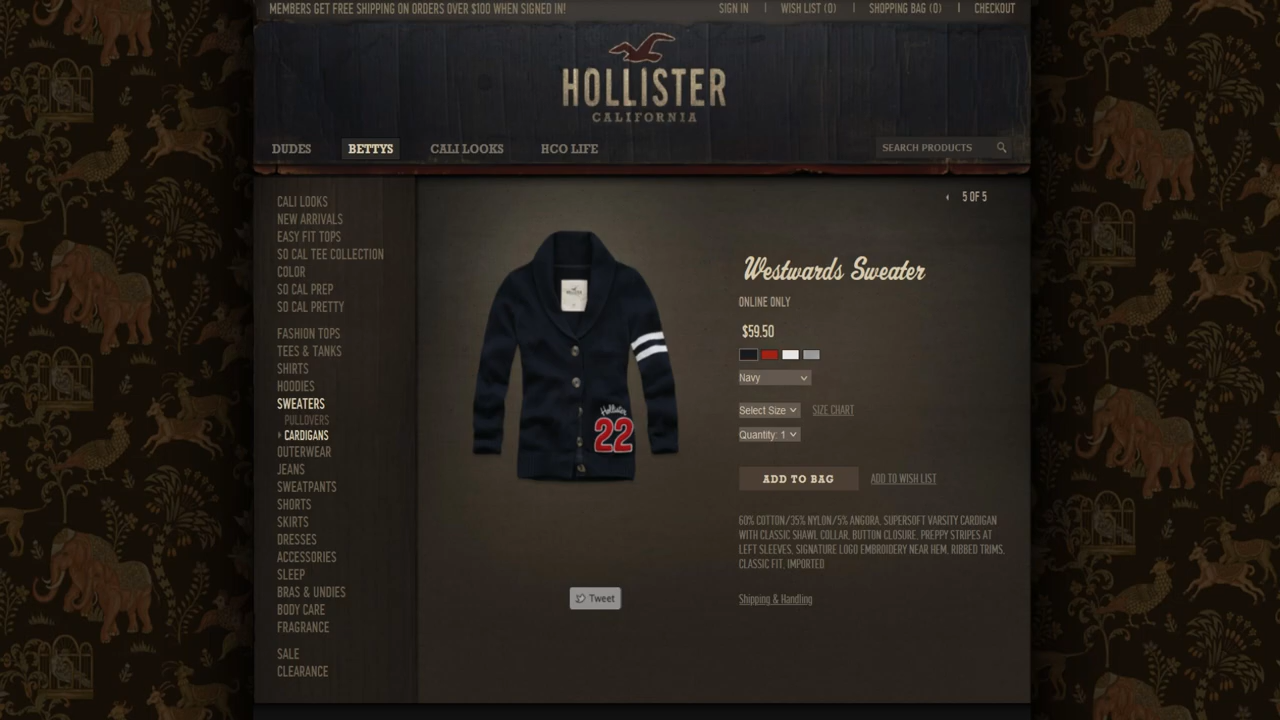 MEMBERS GET FREE SHIPPING ON ORDERS OVER $100 WHEN SIGNED IN!
SIGN IN | WISH LIST (0) | SHOPPING BAG (0) | CHECKOUT
HOLLISTER
CALIFORNIA
DUDES BETTYS CALI LOOKS HCO LIFE SEARCH PRODUCTS
CALI LOOKS
NEW ARRIVALS
EASY FIT TOPS
SO CAL TEE COLLECTION
COLOR
SO CAL PREP
SO CAL PRETTY
FASHION TOPS
TEES & TANKS
SHIRTS
HOODIES
SWEATERS
PULLOVERS
CARDIGANS
OUTERWEAR
JEANS
SWEATPANTS
SHORTS
SKIRTS
DRESSES
ACCESSORIES
SLEEP
BRAS & UNDIES
BODY CARE
FRAGRANCE
SALE
CLEARANCE
Hollister
22
Tweet
5 OF 5
Westwards Sweater
ONLINE ONLY
$59.50
Navy
Select Size SIZE CHART
Quantity: 1
ADD TO BAG ADD TO WISH LIST
60% COTTON/35% NYLON/5% ANGORA, SUPERSOFT VARSITY CARDIGAN
WITH CLASSIC SHAWL COLLAR, BUTTON CLOSURE, PREPPY STRIPES AT
LEFT SLEEVES, SIGNATURE LOGO EMBROIDERY NEAR HEM, RIBBED TRIMS,
CLASSIC FIT, IMPORTED
Shipping & Handling